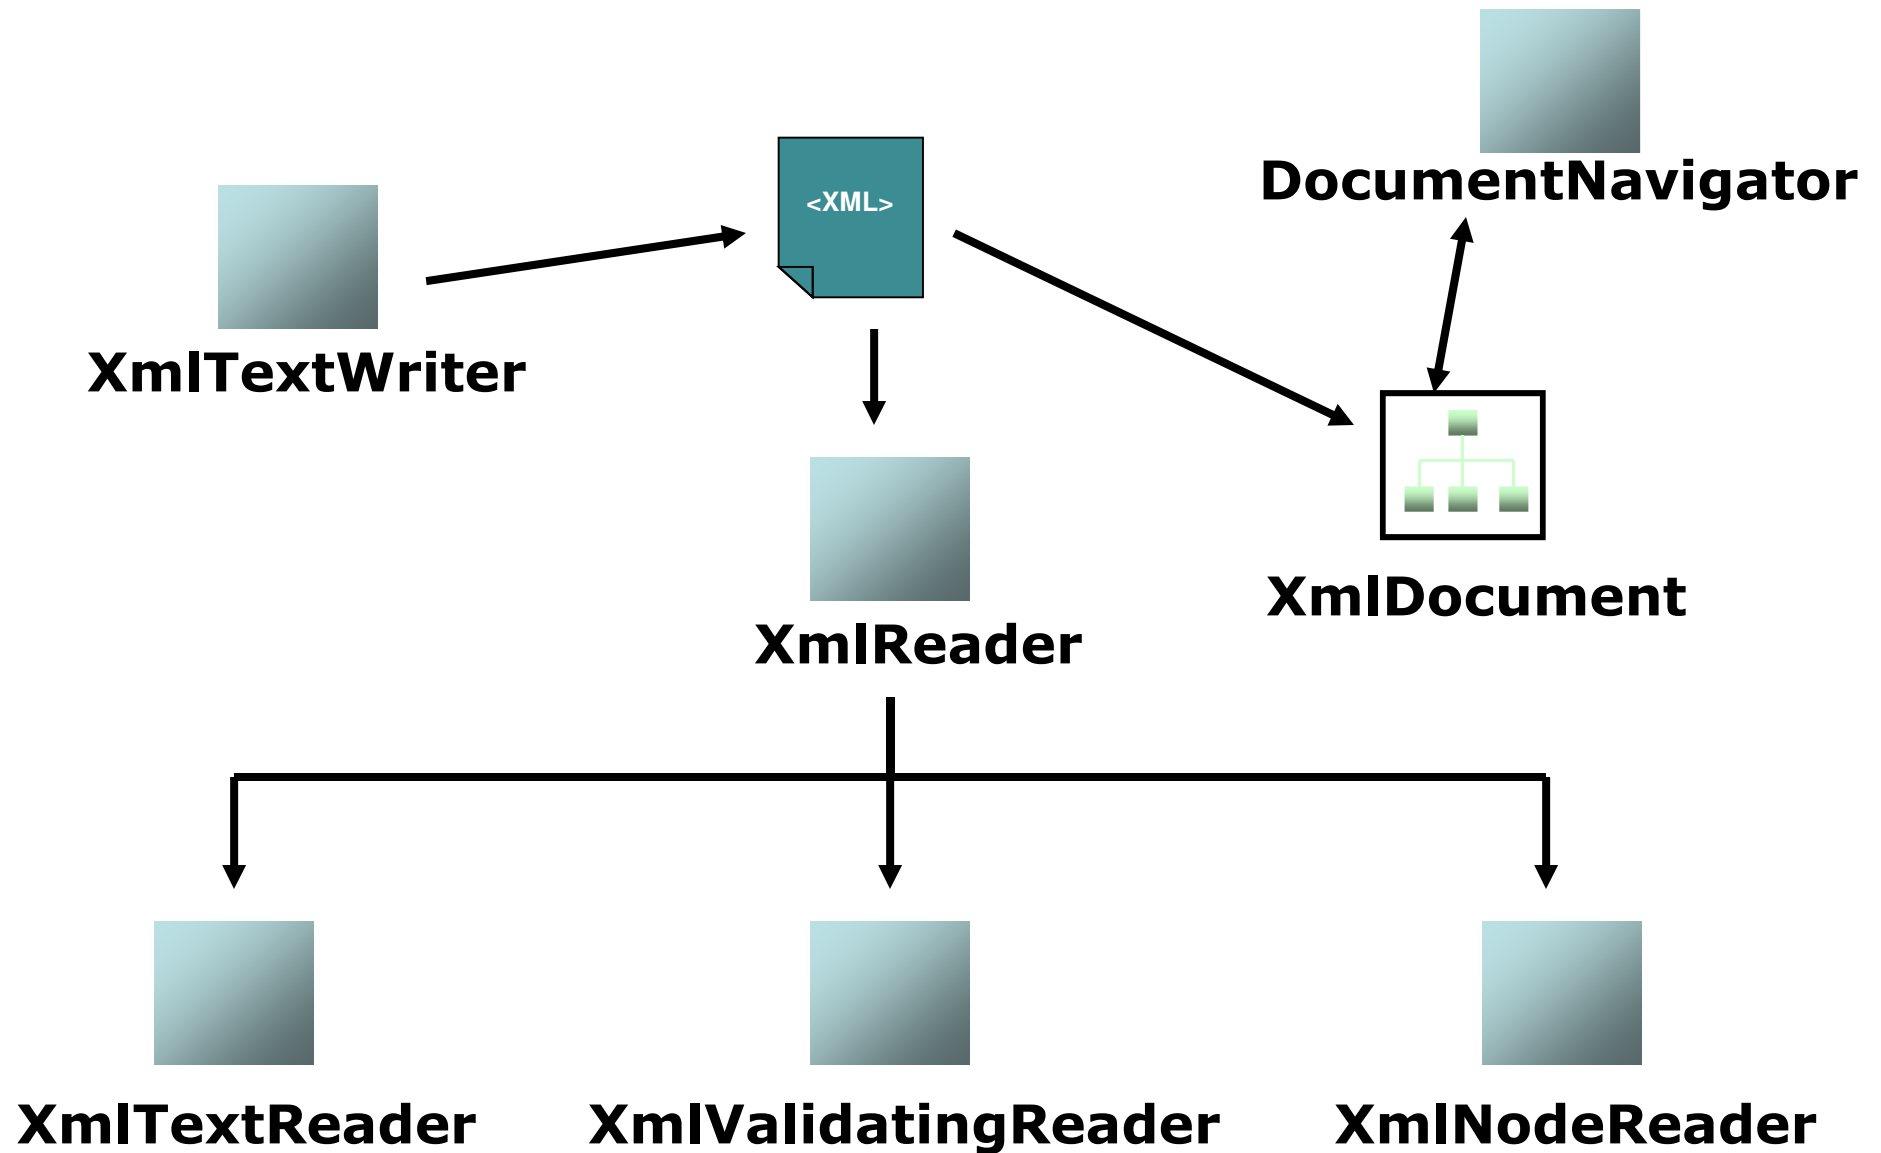 DocumentNavigator
<XML>
XmlTextWriter
XmlDocument
XmlReader
XmlTextReader
XmlValidatingReader
XmlNodeReader